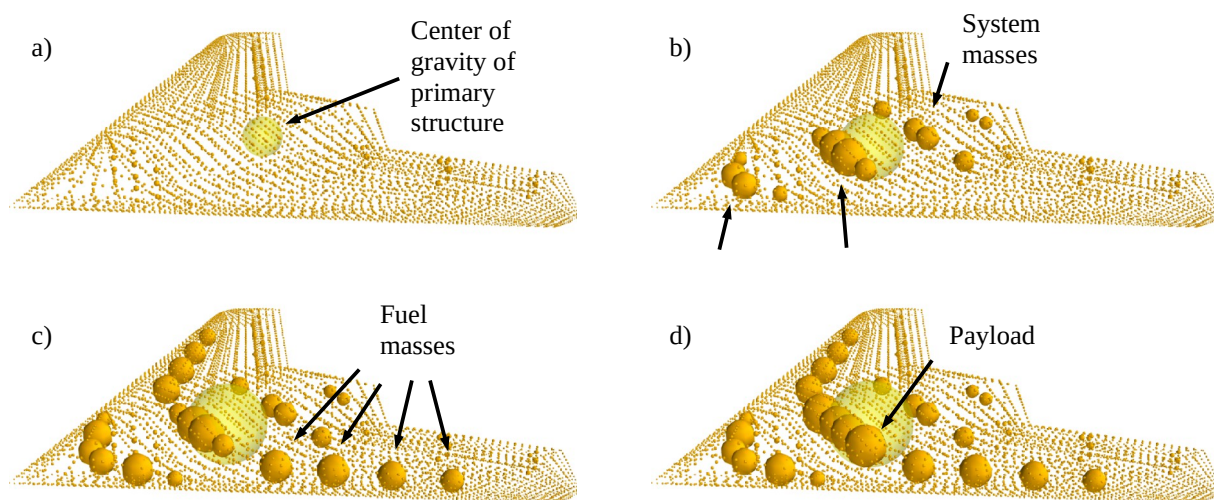 a)
Center of
gravity of
primary
structure
b)
System
masses
c)
Fuel
masses
d)
Payload